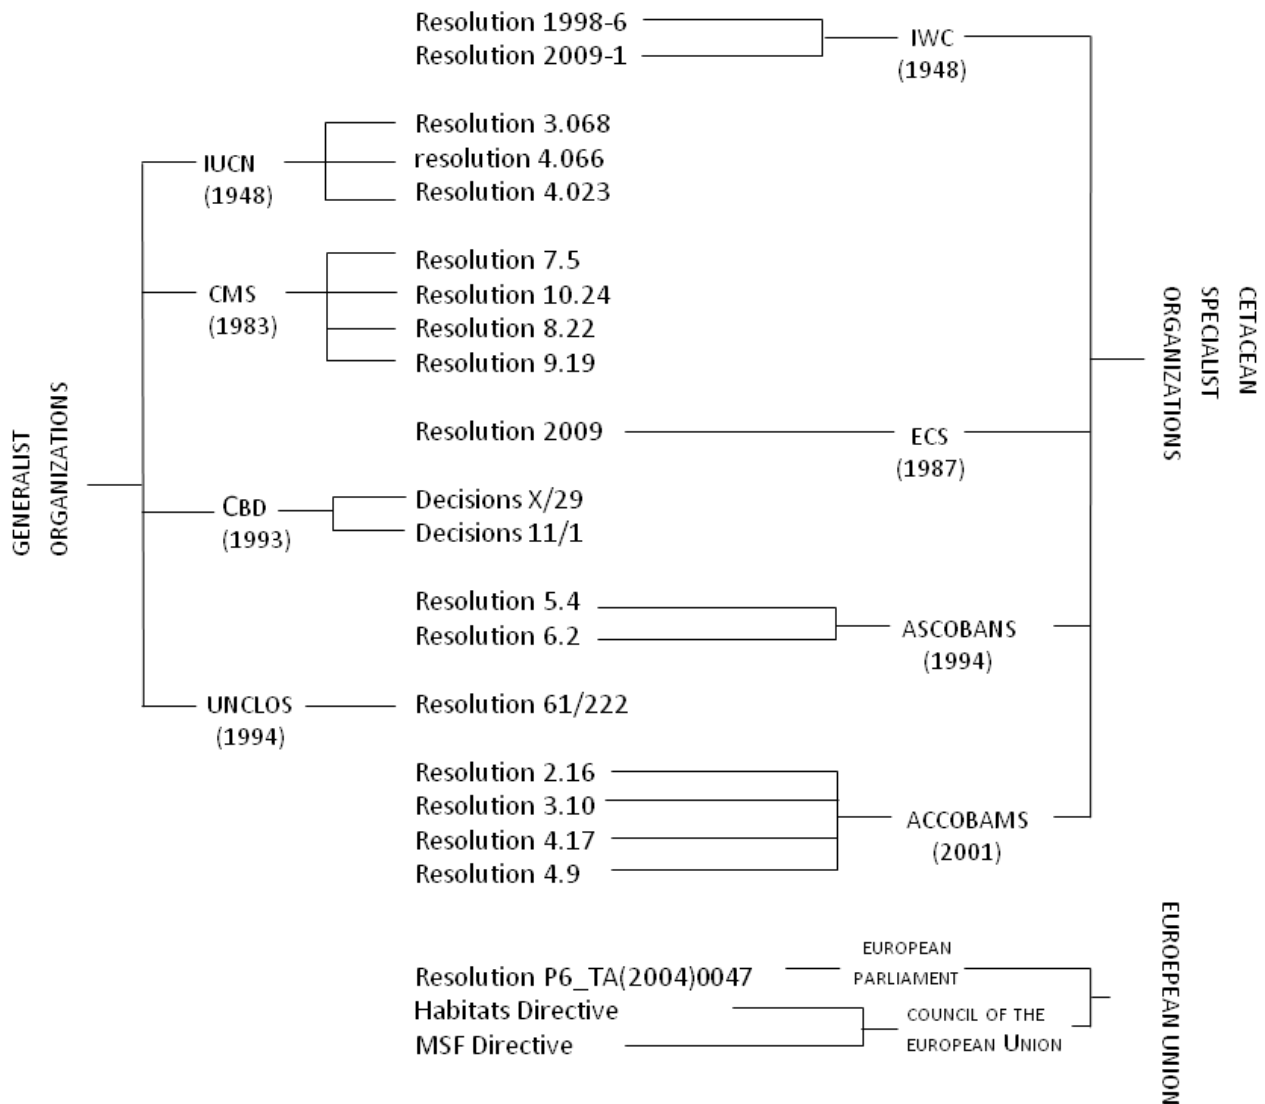 Resolution 1998-6
Resolution 2009-1
IWC
(1948)
Resolution 3.068
resolution 4.066
Resolution 4.023
IUCN
(1948)
Resolution 7.5
Resolution 10.24
Resolution 8.22
Resolution 9.19
CMS
(1983)
CETACEAN
SPECIALIST
ORGANIZATIONS
GENERALIST
ORGANIZATIONS
Resolution 2009
ECS
(1987)
CBD
(1993)
Decisions X/29
Decisions 11/1
Resolution 5.4
Resolution 6.2
ASCOBANS
(1994)
UNCLOS
(1994)
Resolution 61/222
Resolution 2.16
Resolution 3.10
Resolution 4.17
Resolution 4.9
ACCOBAMS
(2001)
EUROEPEAN UNION
EUROPEAN
PARLIAMENT
Resolution P6_TA(2004)0047
Habitats Directive
MSF Directive
COUNCIL OF THE
EUROPEAN UNION